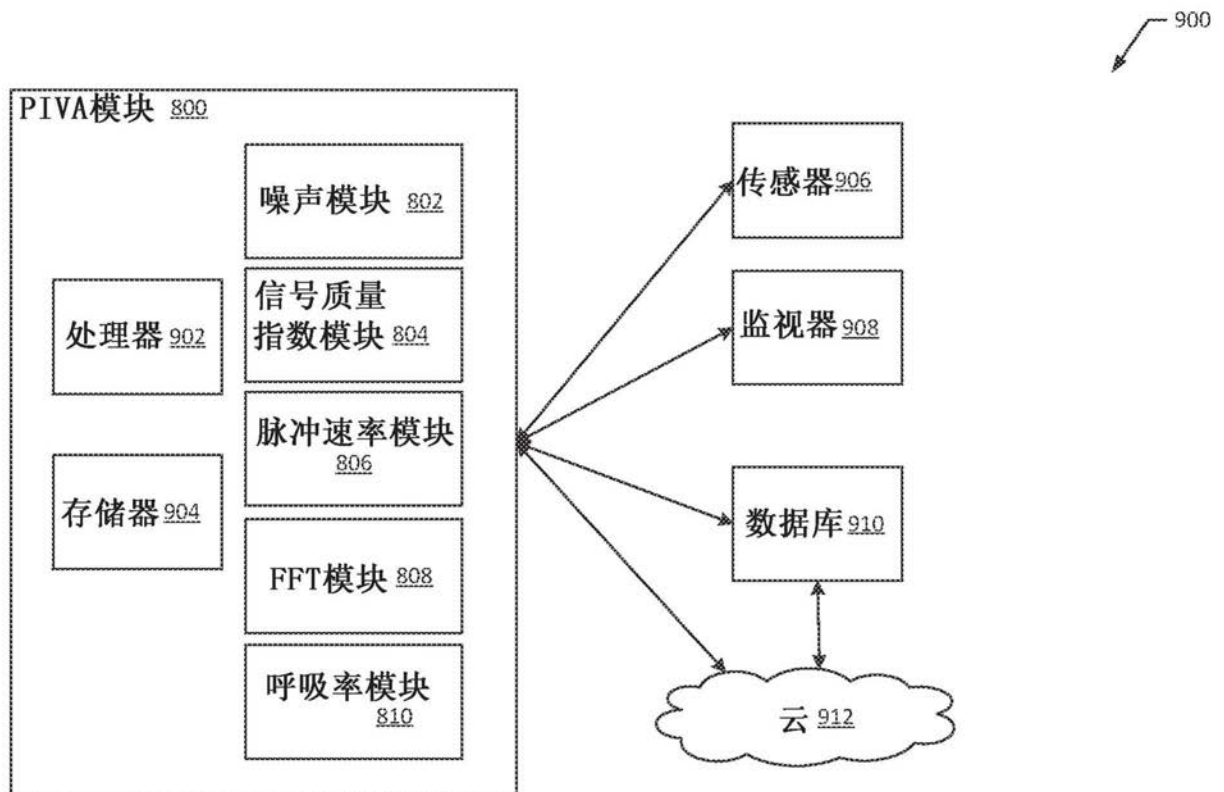 900
PIVA模块 800
噪声模块 802
信号质量
指数模块 804
处理器 902
脉冲速率模块
806
存储器 904
FFT模块 808
呼吸率模块
810
传感器 906
监视器 908
数据库 910
云 912